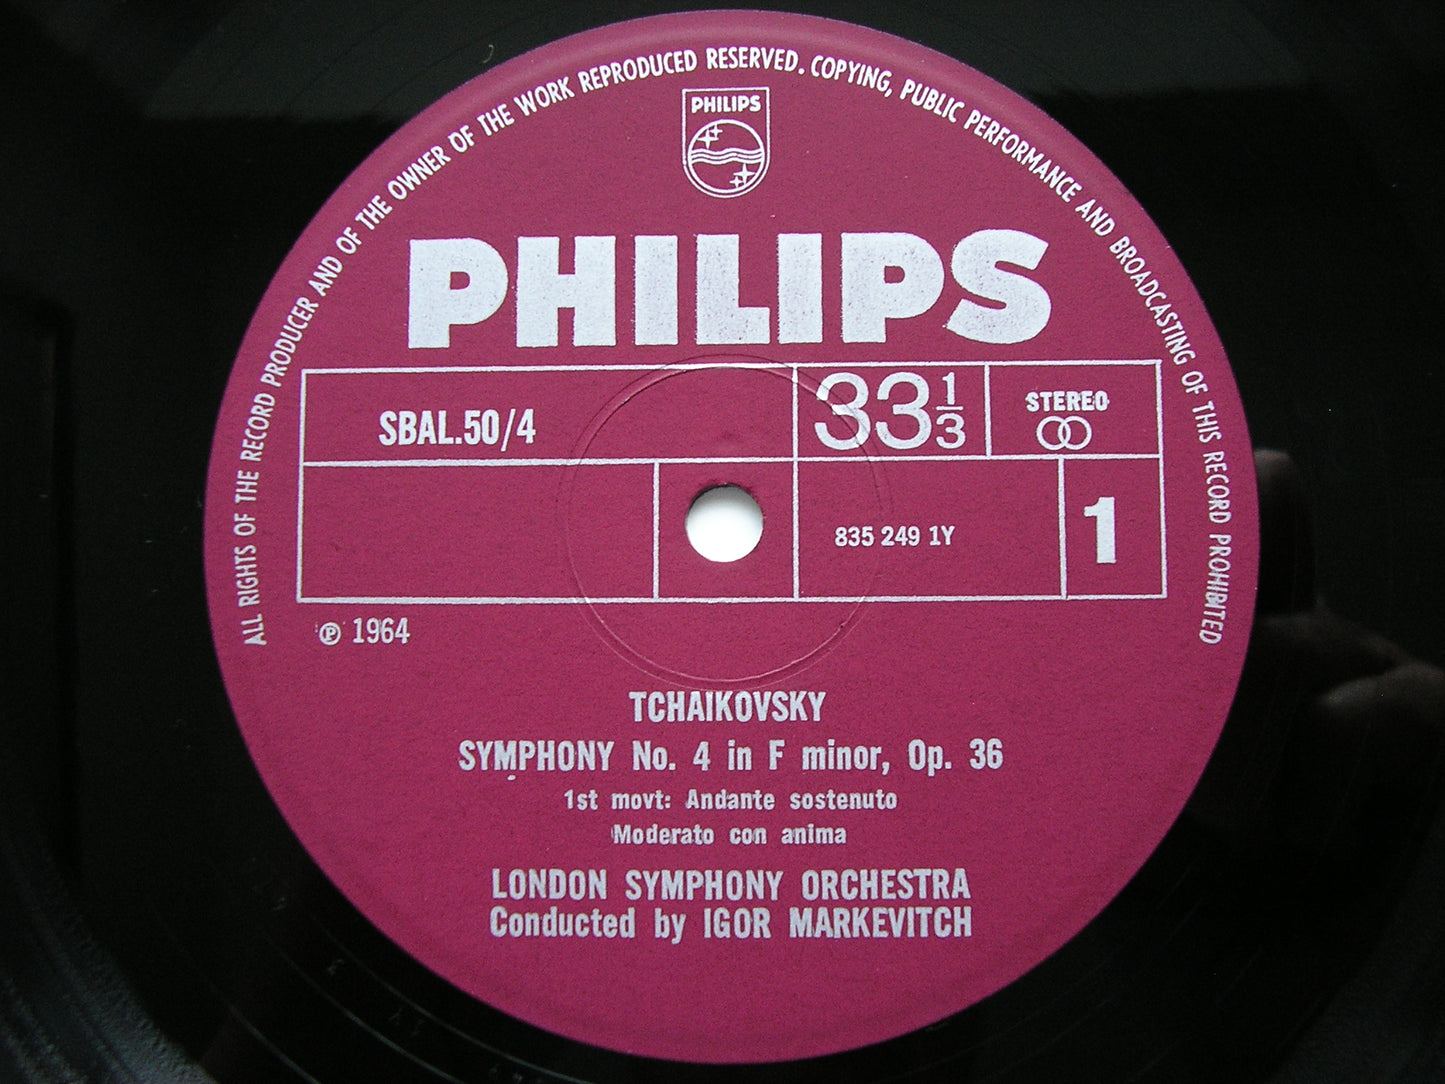 ALL RIGHTS OF THE RECORD PRODUCER AND OF THE OWNER OF THE WORK REPRODUCED RESERVED. COPYING, PUBLIC PERFORMANCE AND BROADCASTING OF THIS RECORD PROHIBITED
PHILIPS
PHILIPS
SBAL.50/4
33 1/3
STEREO
835 249 1Y
1
℗ 1964
TCHAIKOVSKY
SYMPHONY No. 4 in F minor, Op. 36
1st movt: Andante sostenuto
Moderato con anima
LONDON SYMPHONY ORCHESTRA
Conducted by IGOR MARKEVITCH